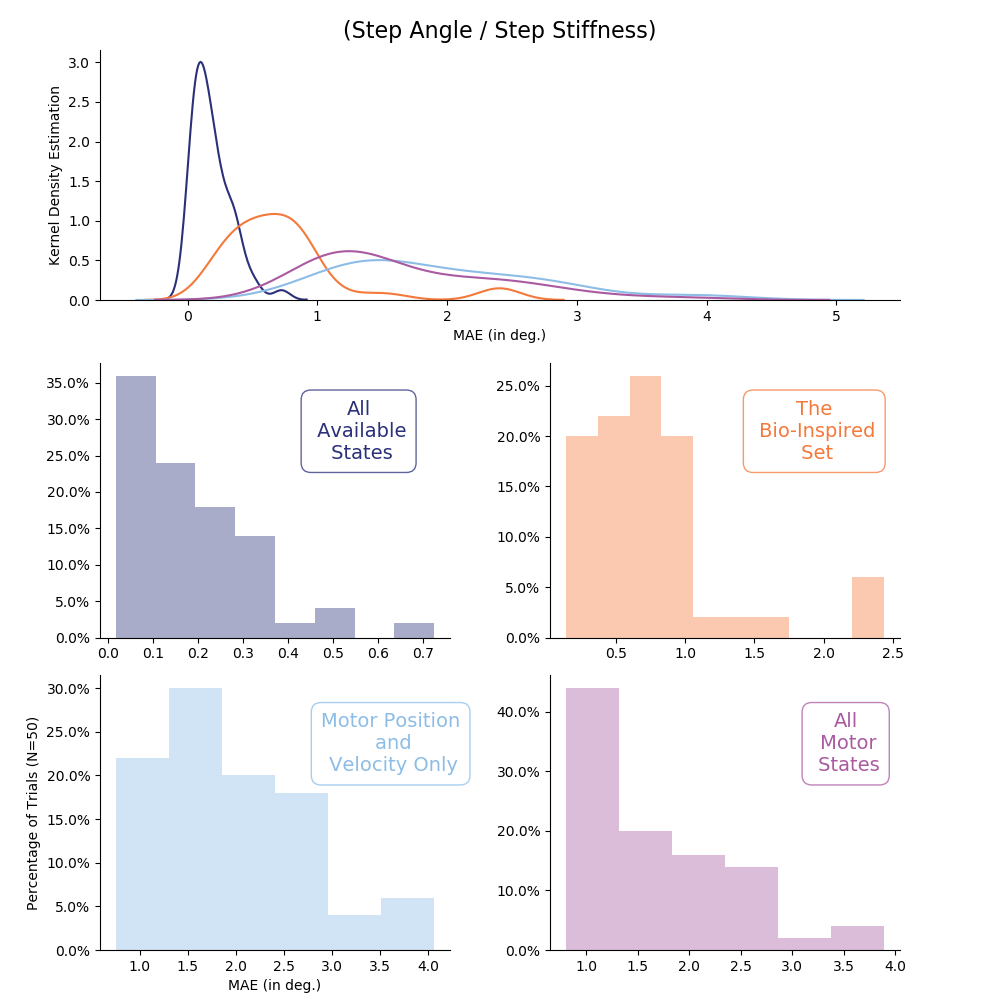 (Step Angle / Step Stiffness)
Kernel Density Estimation
3.0
2.5
2.0
1.5
1.0
0.5
0.0
0 1 2 3 4 5
MAE (in deg.)
35.0%
30.0%
25.0%
20.0%
15.0%
10.0%
5.0%
0.0%
0.0 0.1 0.2 0.3 0.4 0.5 0.6 0.7
All
Available
States
25.0%
20.0%
15.0%
10.0%
5.0%
0.0%
0.5 1.0 1.5 2.0 2.5
The
Bio-Inspired
Set
Percentage of Trials (N=50)
30.0%
25.0%
20.0%
15.0%
10.0%
5.0%
0.0%
1.0 1.5 2.0 2.5 3.0 3.5 4.0
MAE (in deg.)
Motor Position
and
Velocity Only
40.0%
30.0%
20.0%
10.0%
0.0%
1.0 1.5 2.0 2.5 3.0 3.5 4.0
All
Motor
States